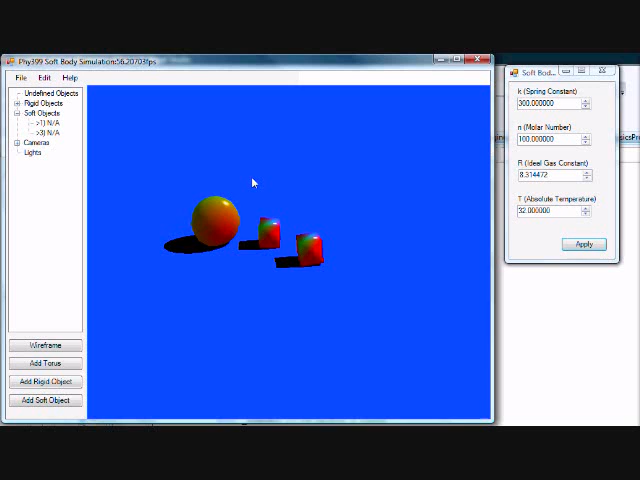 Phy399 Soft Body Simulation:56.20703fps
File Edit Help
Undefined Objects
Rigid Objects
Soft Objects
>1) N/A
>3) N/A
Cameras
Lights
Wireframe
Add Torus
Add Rigid Object
Add Soft Object
Soft Bod...
k (Spring Constant)
300.000000
n (Molar Number)
100.000000
R (Ideal Gas Constant)
8.314472
T (Absolute Temperature)
32.000000
Apply